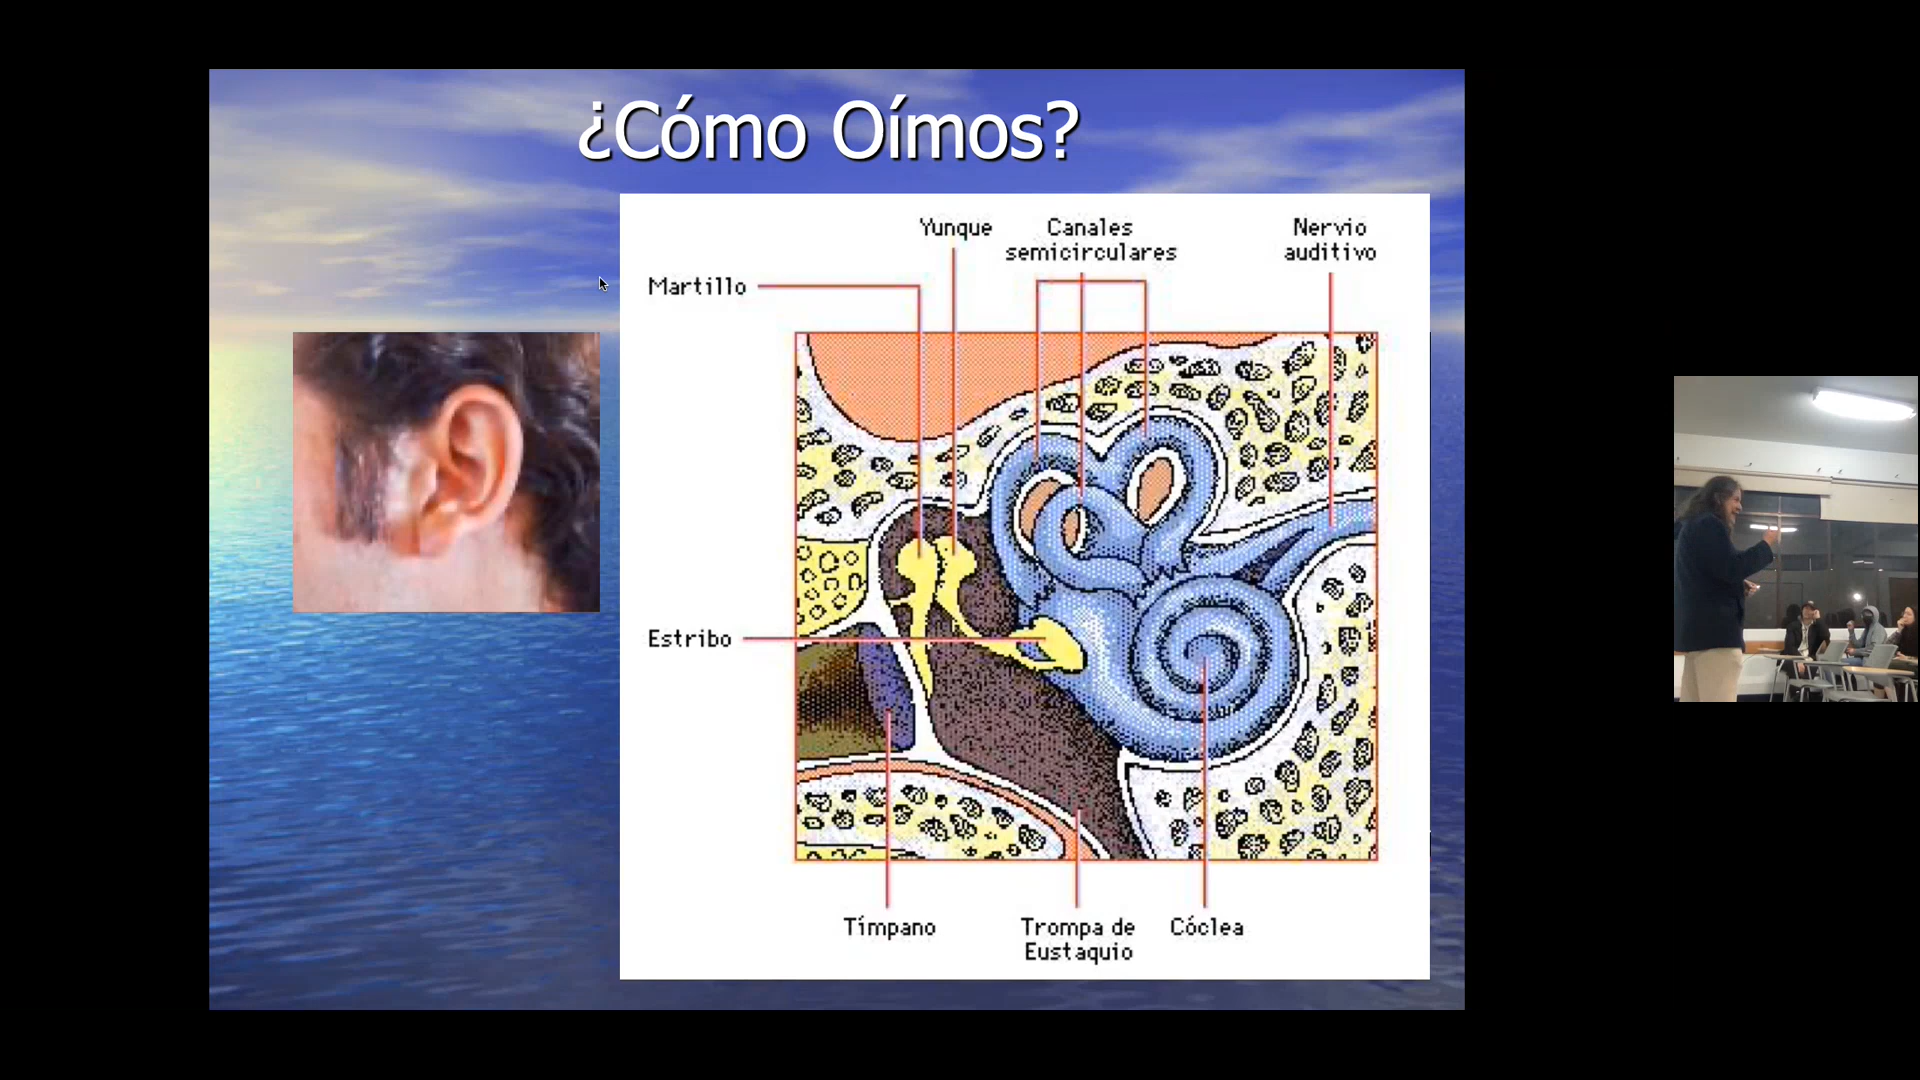 ¿Cómo Oímos?
Yunque
Canales
semicirculares
Nervio
auditivo
Martillo
Estribo
Tímpano
Trompa de
Eustaquio
Cóclea